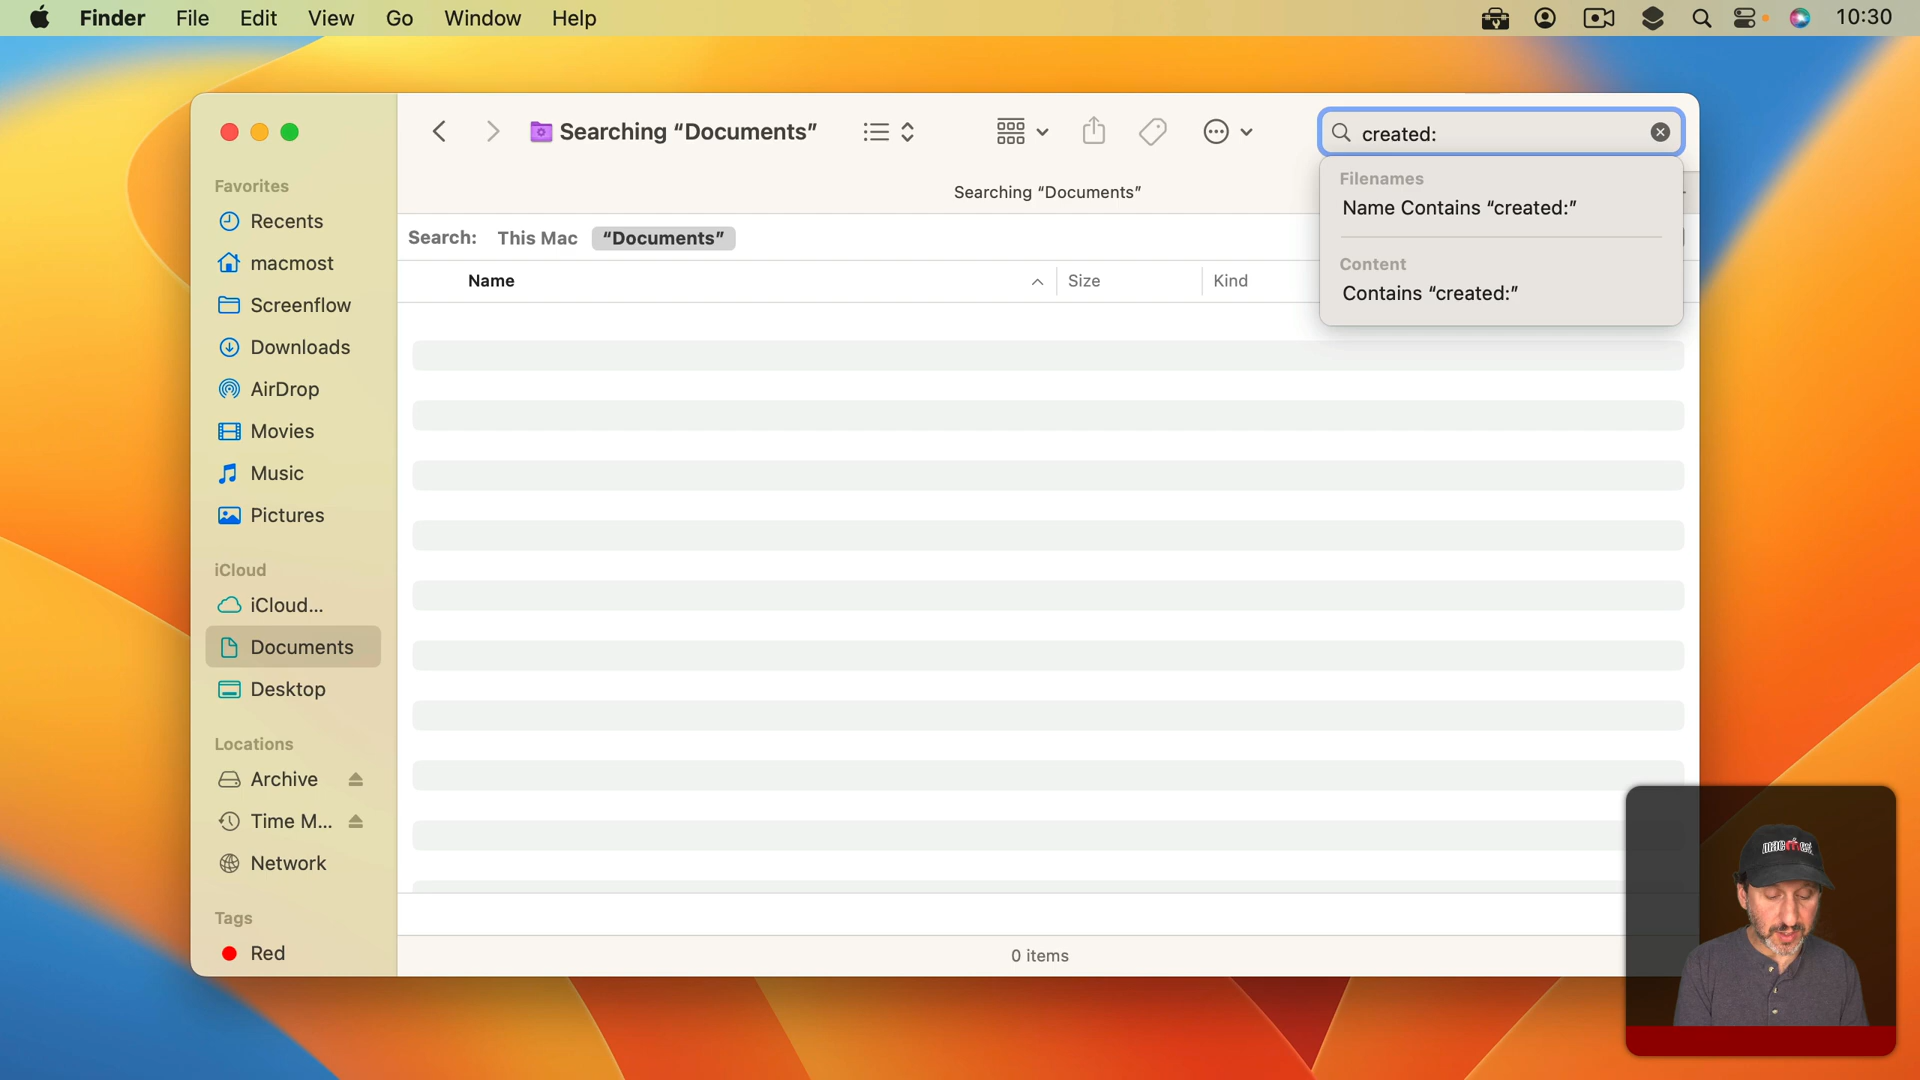 Finder File Edit View Go Window Help 10:30
Searching “Documents”
created:
Searching “Documents”
Filenames
Name Contains “created:”
Content
Contains “created:”
Search: This Mac “Documents”
Name Size Kind
Favorites
Recents
macmost
Screenflow
Downloads
AirDrop
Movies
Music
Pictures
iCloud
iCloud...
Documents
Desktop
Locations
Archive
Time M...
Network
Tags
Red
0 items